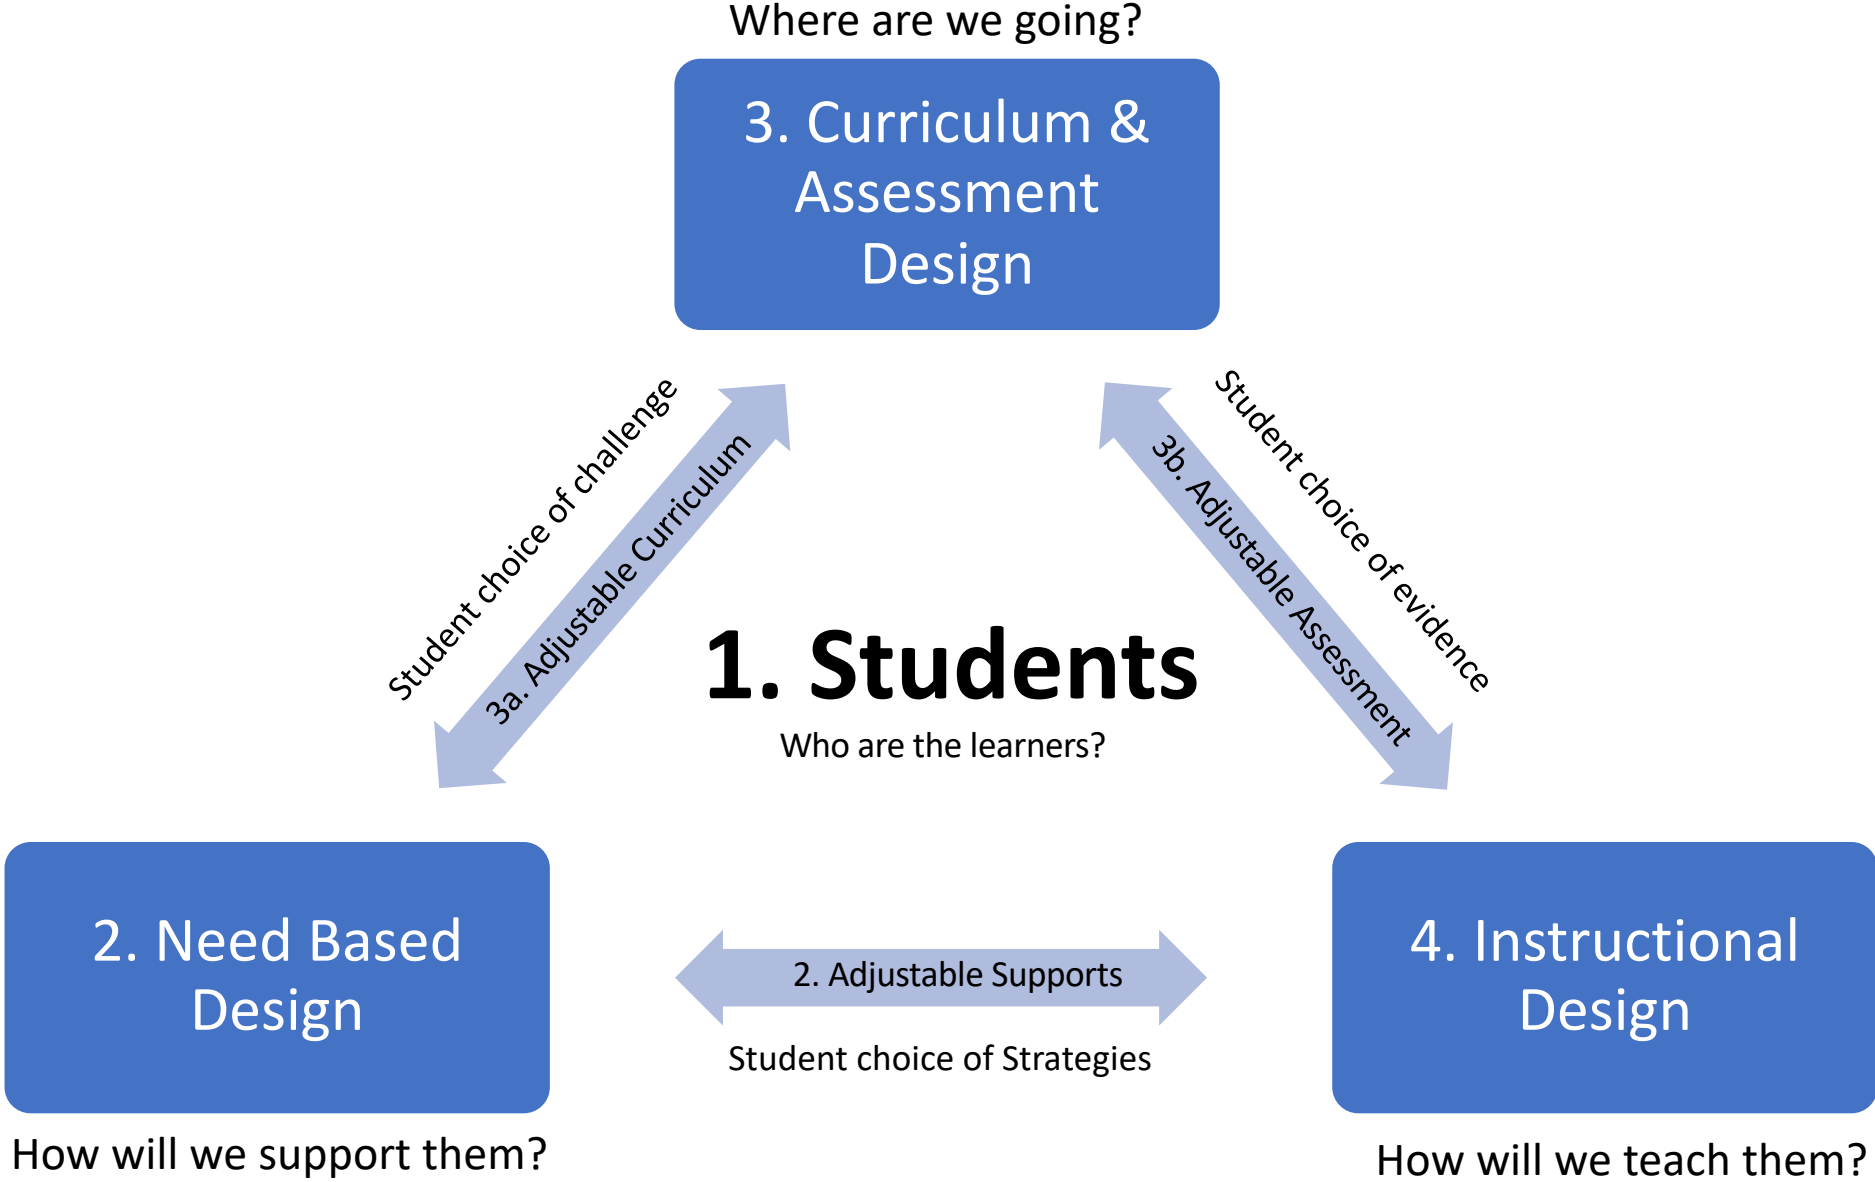 Where are we going?
3. Curriculum &
Assessment
Design
Student choice of challenge
3a. Adjustable Curriculum
3b. Adjustable Assessment
Student choice of evidence
1. Students
Who are the learners?
2. Need Based
Design
2. Adjustable Supports
Student choice of Strategies
4. Instructional
Design
How will we support them?
How will we teach them?